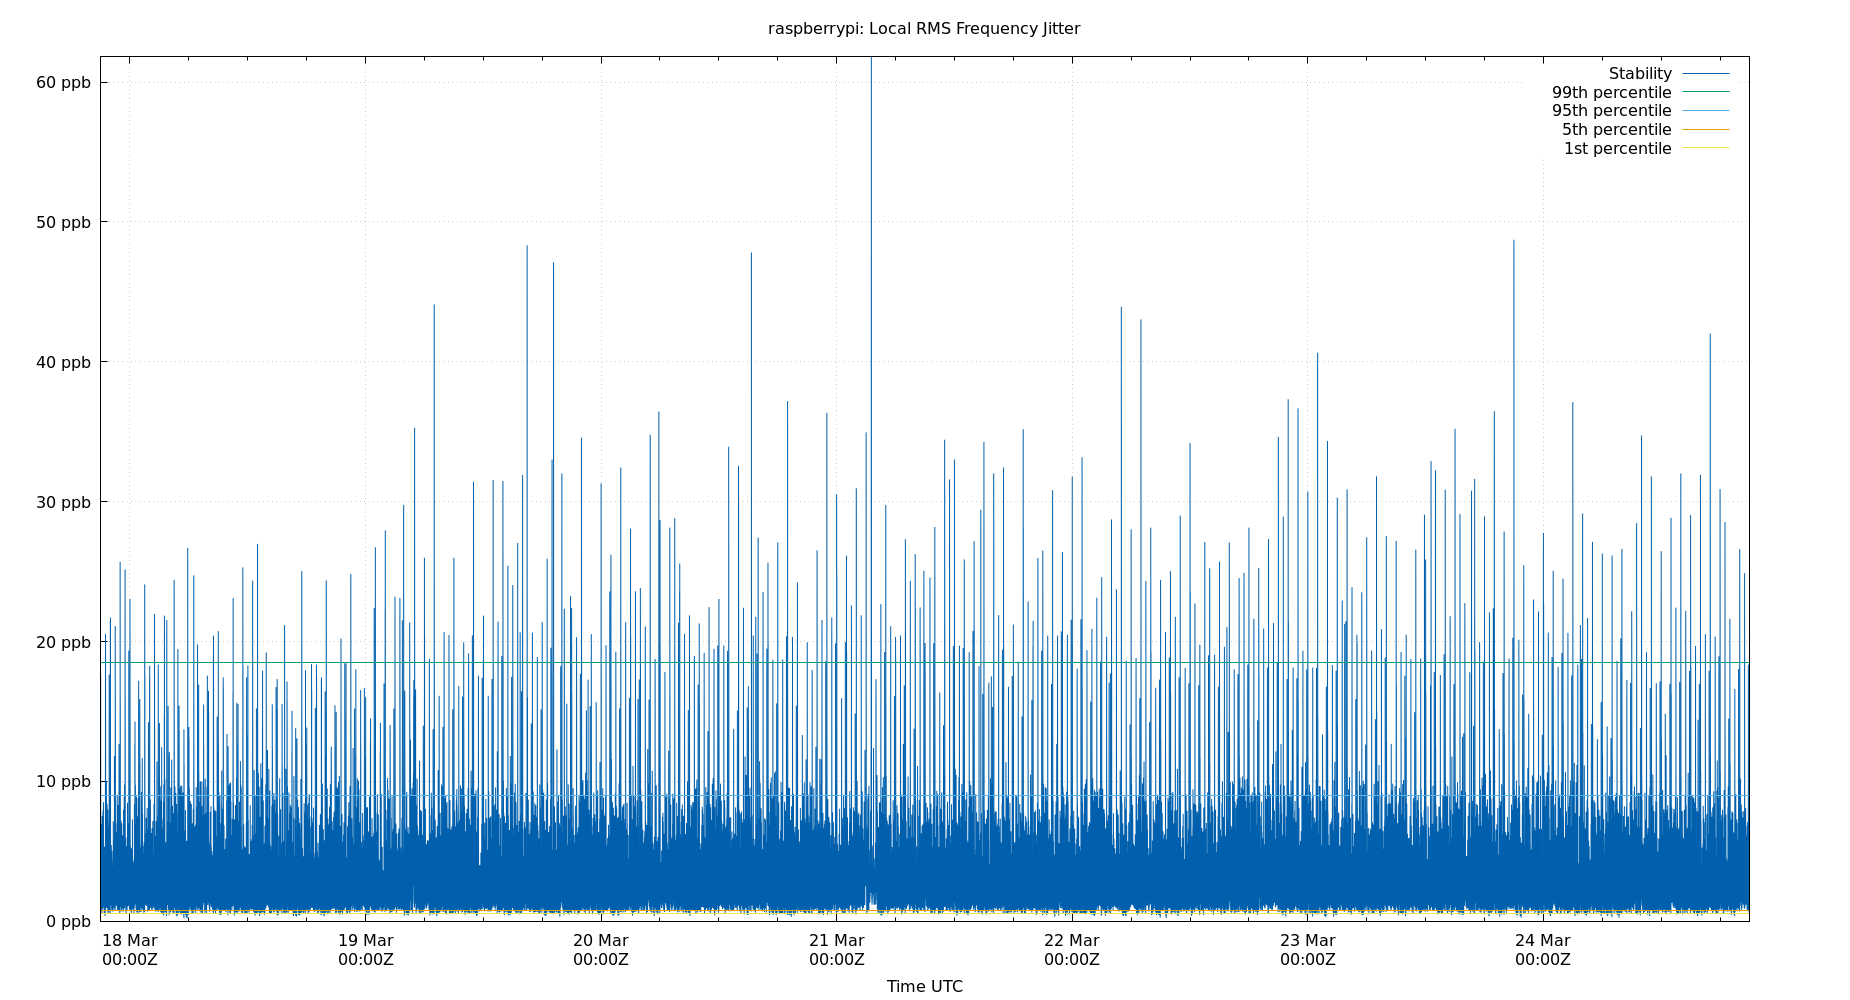 raspberrypi: Local RMS Frequency Jitter
60 ppb
50 ppb
40 ppb
30 ppb
20 ppb
10 ppb
0 ppb
Stability
99th percentile
95th percentile
5th percentile
1st percentile
18 Mar 19 Mar 20 Mar 21 Mar 22 Mar 23 Mar 24 Mar
00:00Z 00:00Z 00:00Z 00:00Z 00:00Z 00:00Z 00:00Z
Time UTC